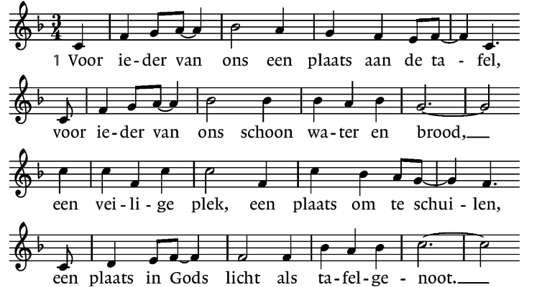 3
4
1 Voor ie-der van ons een plaats aan de ta - fel,
voor ie-der van ons schoon wa-ter en brood,
een vei-li-ge plek, een plaats om te schui-len,
een plaats in Gods licht als ta-fel-ge - noot.